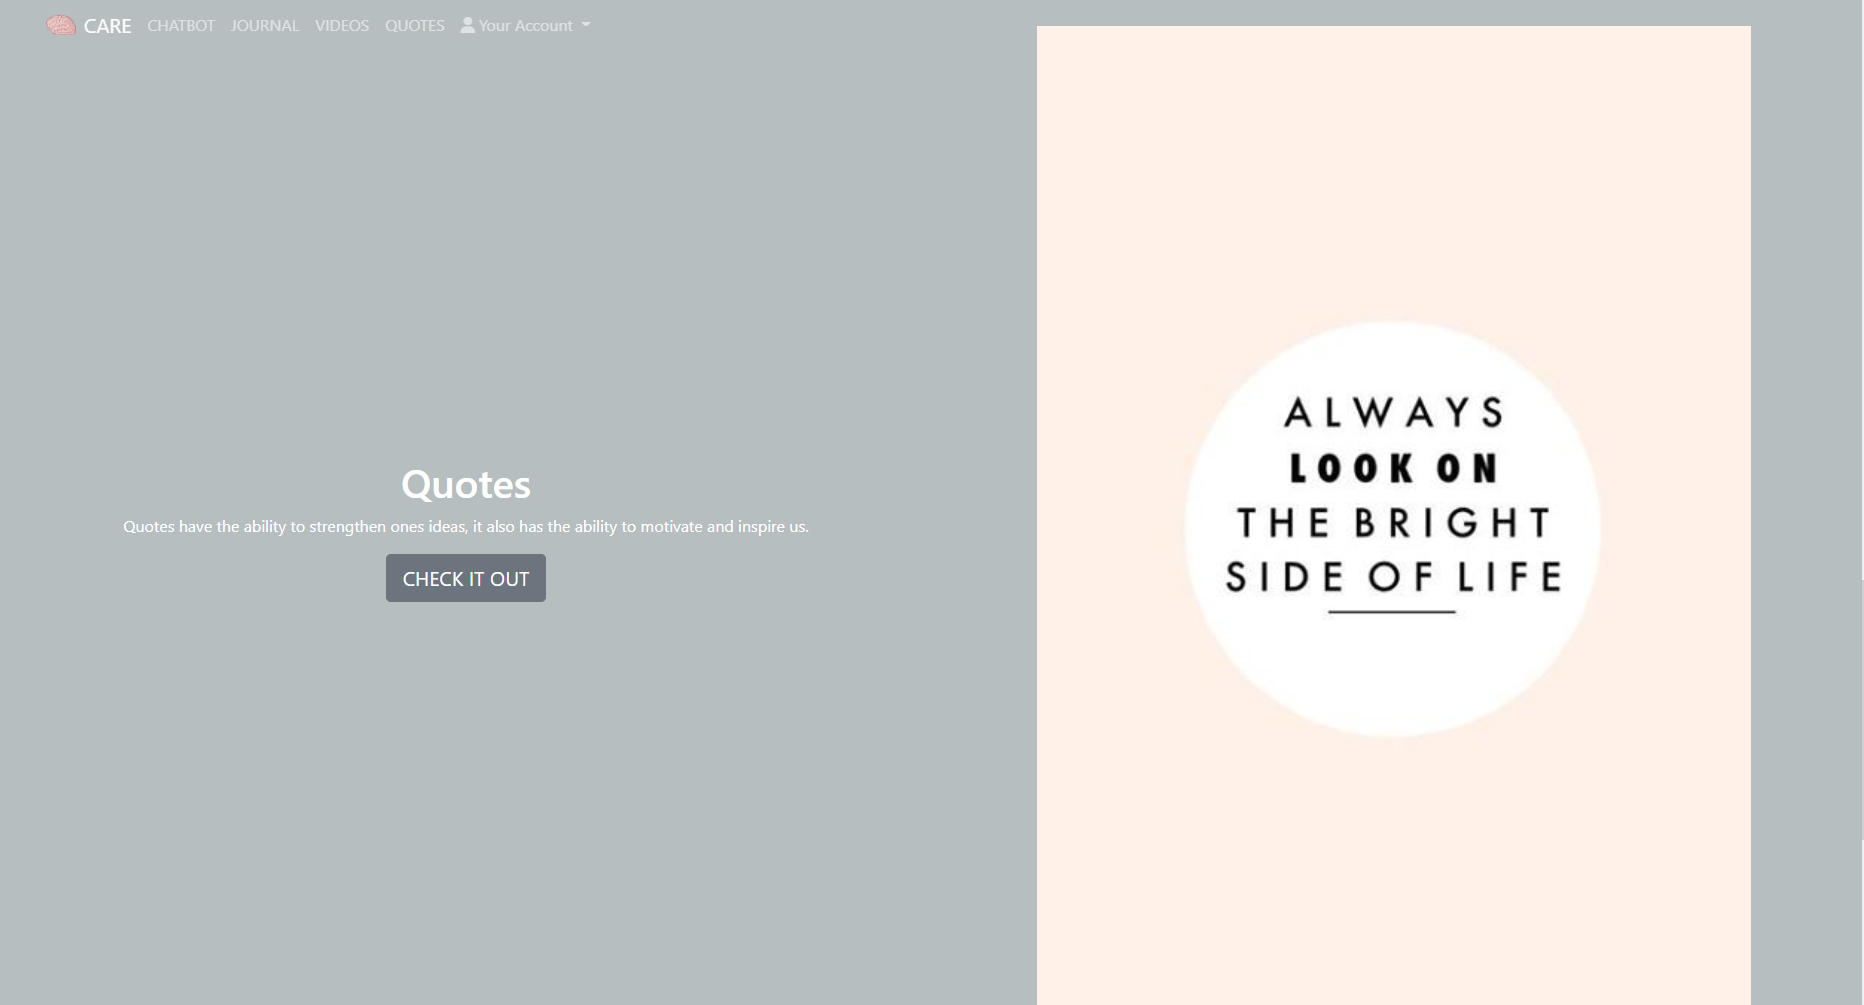 CARE CHATBOT JOURNAL VIDEOS QUOTES Your Account
Quotes
Quotes have the ability to strengthen ones ideas, it also has the ability to motivate and inspire us.
CHECK IT OUT
ALWAYS
LOOK ON
THE BRIGHT
SIDE OF LIFE